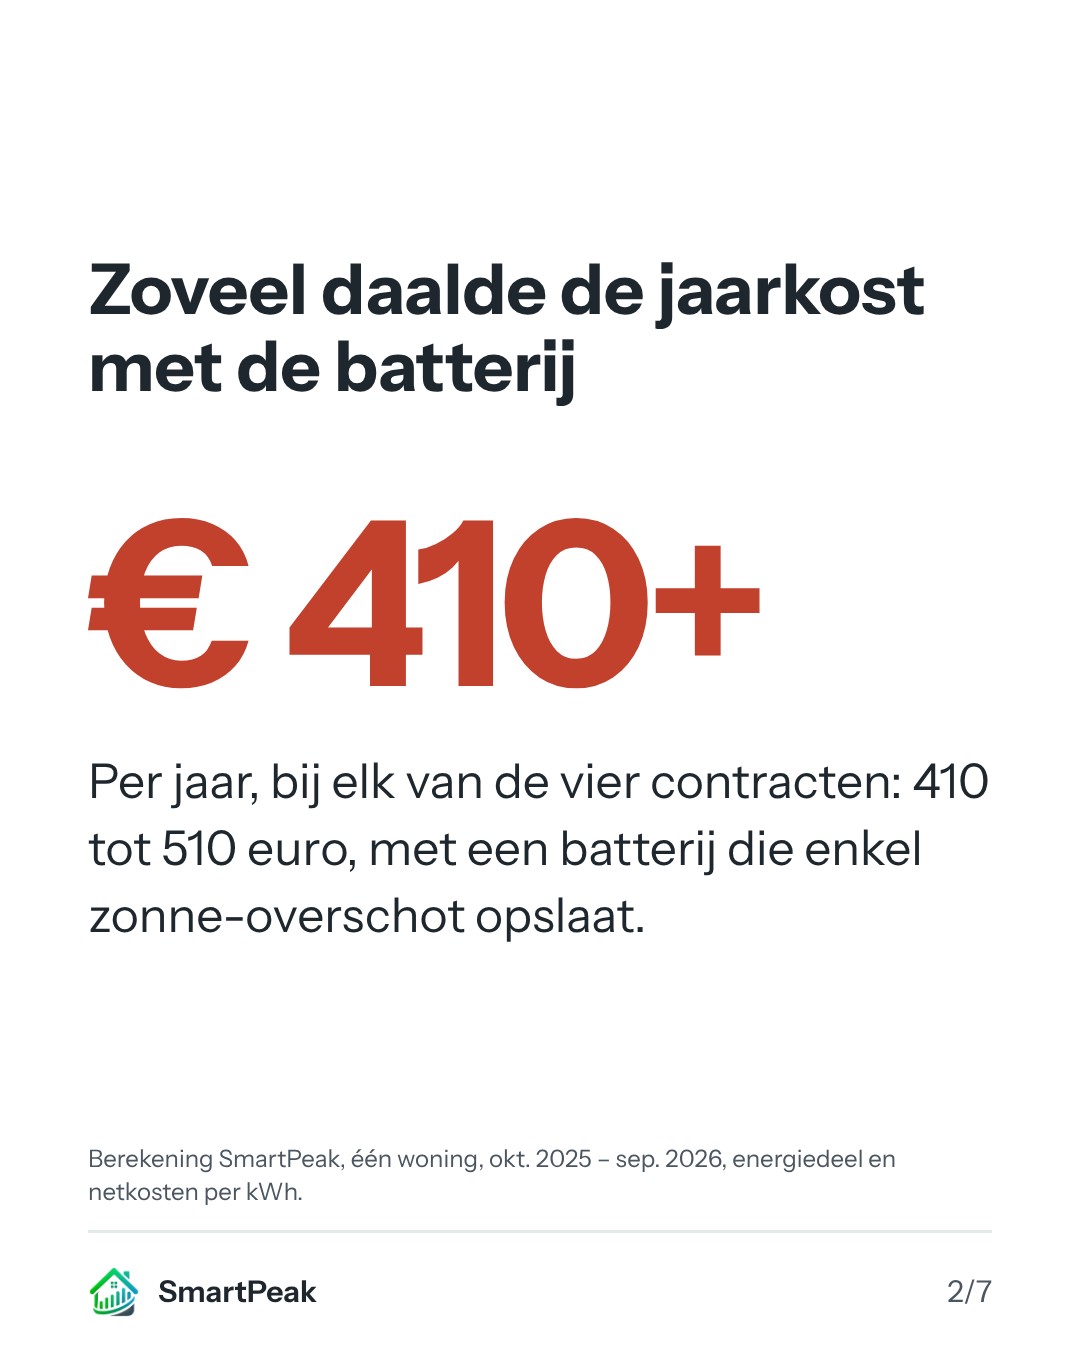 Zoveel daalde de jaarkost
met de batterij
€ 410+
Per jaar, bij elk van de vier contracten: 410
tot 510 euro, met een batterij die enkel
zonne-overschot opslaat.
Berekening SmartPeak, één woning, okt. 2025 – sep. 2026, energiedeel en
netkosten per kWh.
SmartPeak
2/7